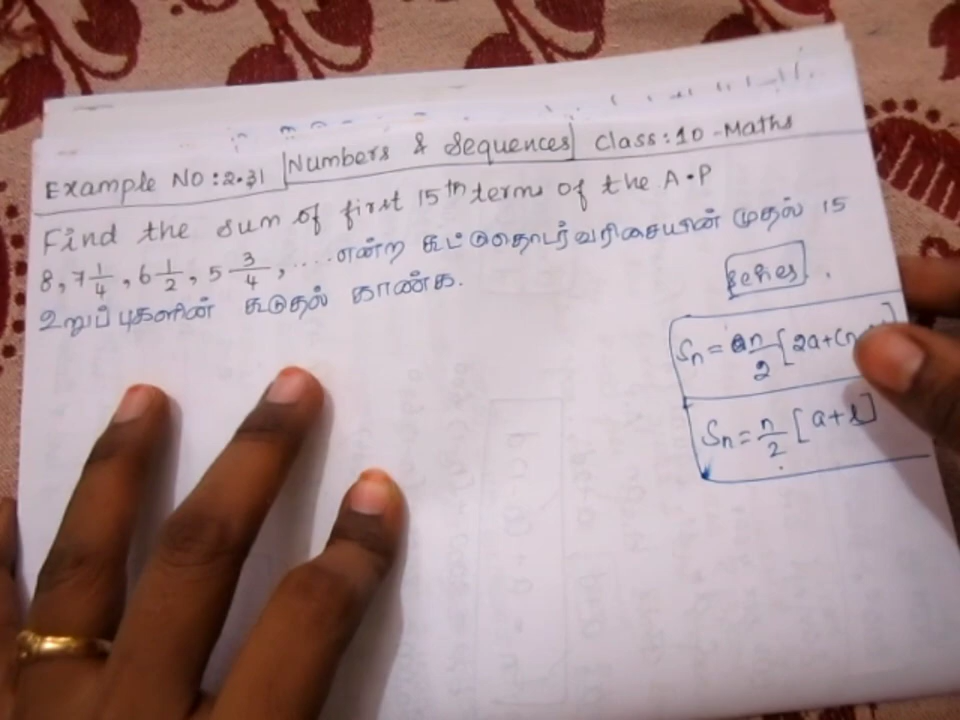 Example NO : 2.31 Numbers & Sequences Class : 10 - Maths
Find the sum of first 15th terms of the A.P
8, 7 1/4, 6 1/2, 5 3/4, .... என்ற கூட்டுதொடர்வரிசையின் முதல் 15
உறுப்புகளின் கூடுதல் காண்க.
Series
Sn = n/2 [2a+(n
Sn = n/2 [a+l]